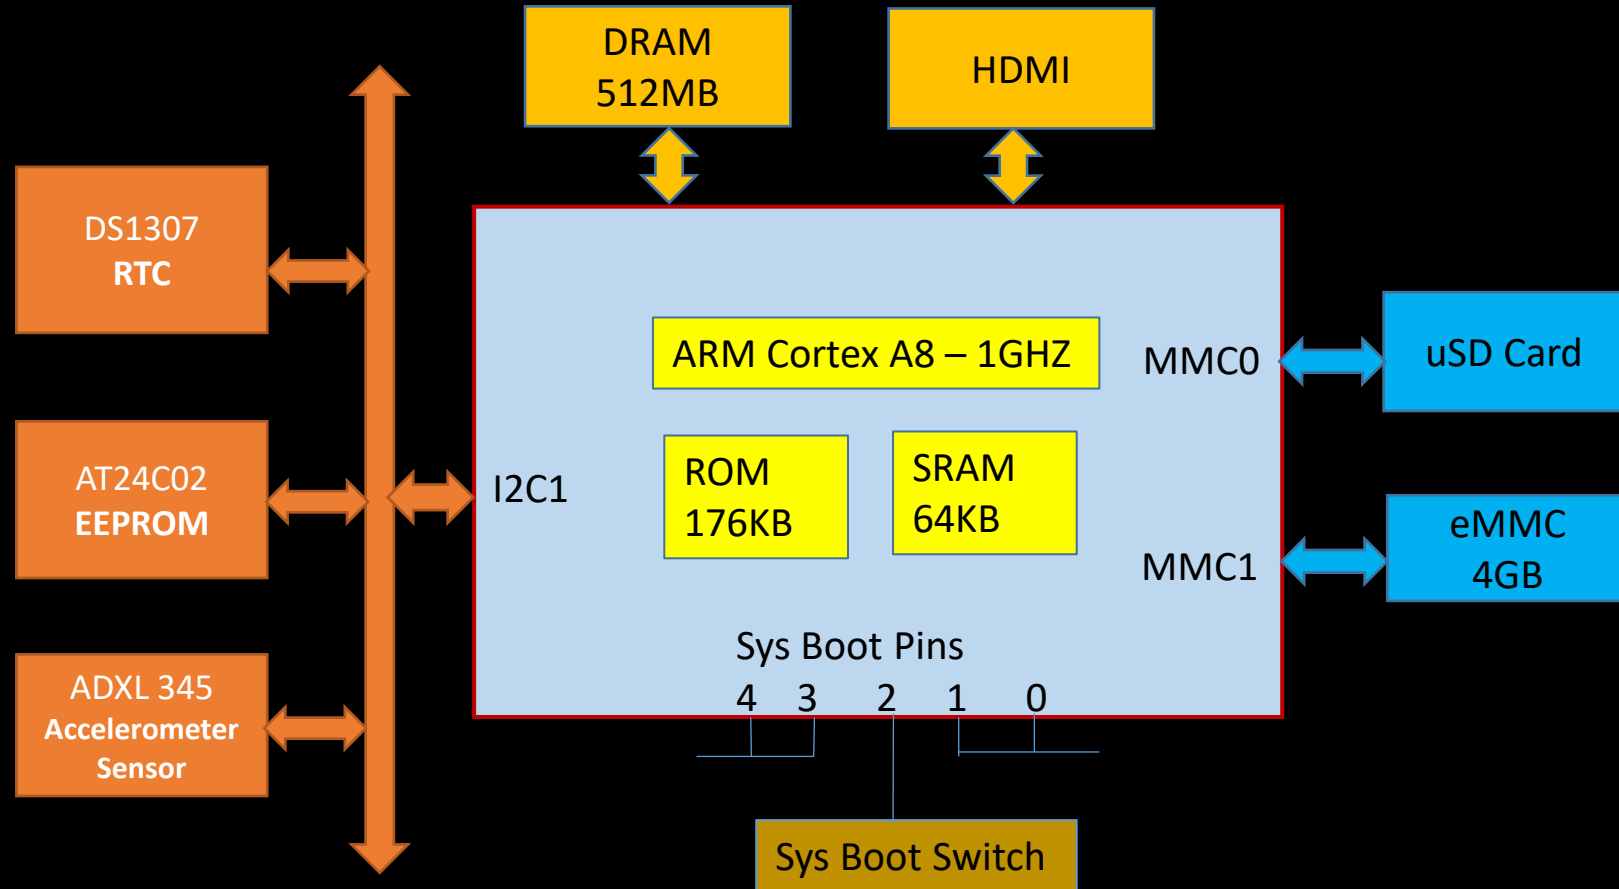 DRAM
512MB
HDMI
DS1307
RTC
ARM Cortex A8 – 1GHZ
MMC0
uSD Card
AT24C02
EEPROM
I2C1
ROM
176KB
SRAM
64KB
MMC1
eMMC
4GB
ADXL 345
Accelerometer
Sensor
Sys Boot Pins
4 3 2 1 0
Sys Boot Switch